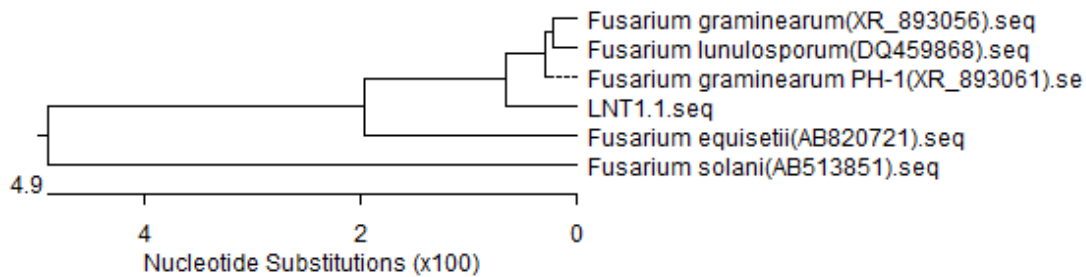 Fusarium graminearum(XR_893056).seq
Fusarium lunulosporum(DQ459868).seq
Fusarium graminearum PH-1(XR_893061).se
LNT1.1.seq
Fusarium equisetii(AB820721).seq
Fusarium solani(AB513851).seq
4.9
4 2 0
Nucleotide Substitutions (x100)